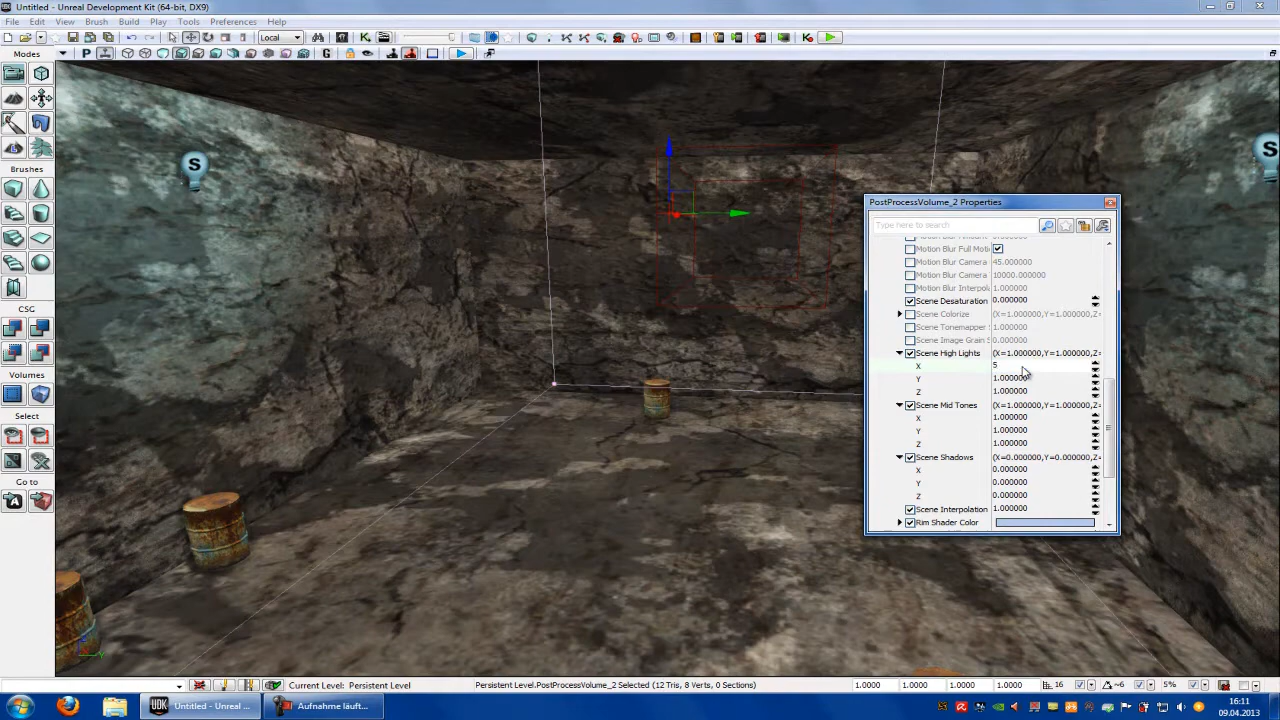 Untitled - Unreal Development Kit (64-bit, DX9)
File Edit View Brush Build Play Tools Preferences Help
Local
Modes
P
G
S
S
Brushes
CSG
Volumes
Select
Go to
PostProcessVolume_2 Properties
Type here to search
Motion Blur Full Moti
Motion Blur Camera 45.000000
Motion Blur Camera 10000.000000
Motion Blur Interpol 1.000000
Scene Desaturation 0.000000
Scene Colorize (X=1.000000,Y=1.000000,Z=
Scene Tonemapper 1.000000
Scene Image Grain S
Scene High Lights (X=1.000000,Y=1.000000,Z=
X 5
Y 1.000000
Z 1.000000
Scene Mid Tones (X=1.000000,Y=1.000000,Z=
X 1.000000
Y 1.000000
Z 1.000000
Scene Shadows (X=0.000000,Y=0.000000,Z=
X 0.000000
Y 0.000000
Z 0.000000
Scene Interpolation 1.000000
Rim Shader Color
Current Level: Persistent Level
Persistent Level.PostProcessVolume_2 Selected (12 Tris, 8 Verts, 0 Sections)
1.0000 1.0000 1.0000 1.0000
16
~6
5%
Untitled - Unreal ...
Aufnahme läuft...
16:11
09.04.2013